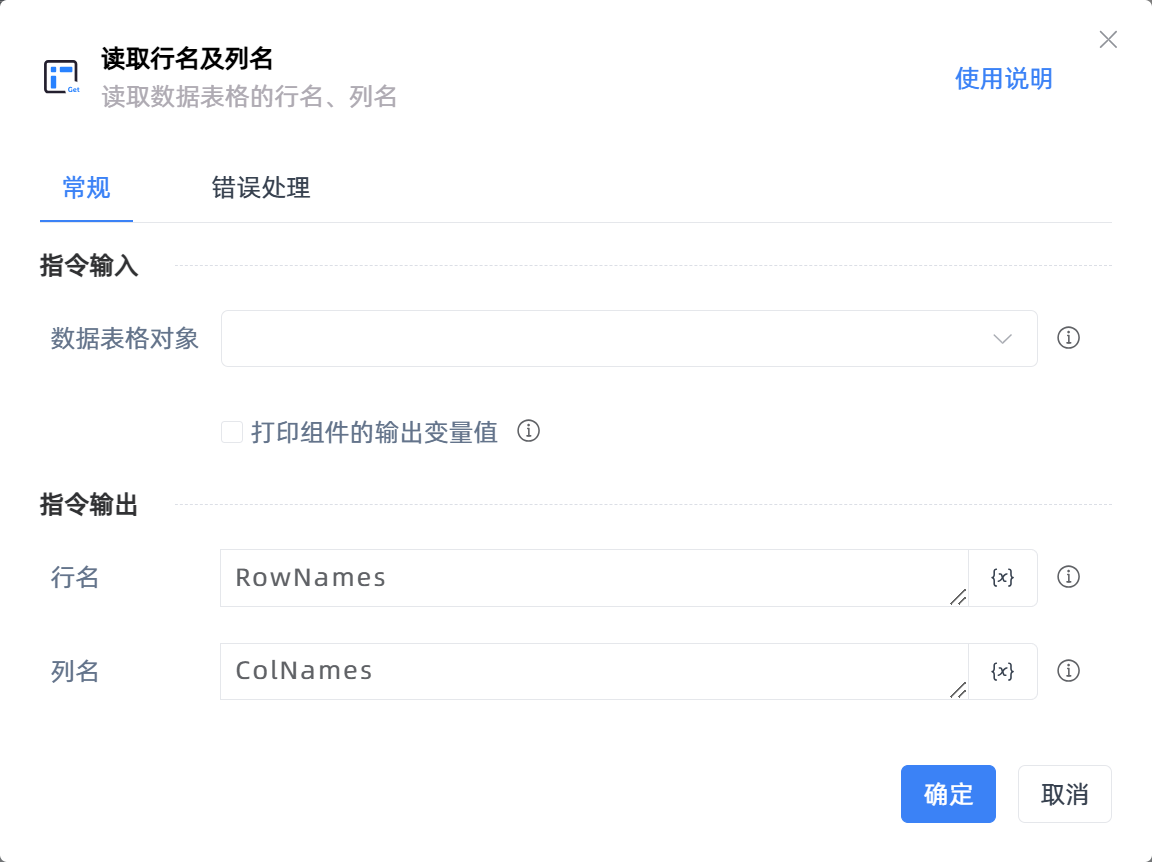 读取行名及列名
Get
读取数据表格的行名、列名
使用说明
常规
错误处理
指令输入
数据表格对象
打印组件的输出变量值
指令输出
行名
RowNames
{x}
列名
ColNames
{x}
确定
取消